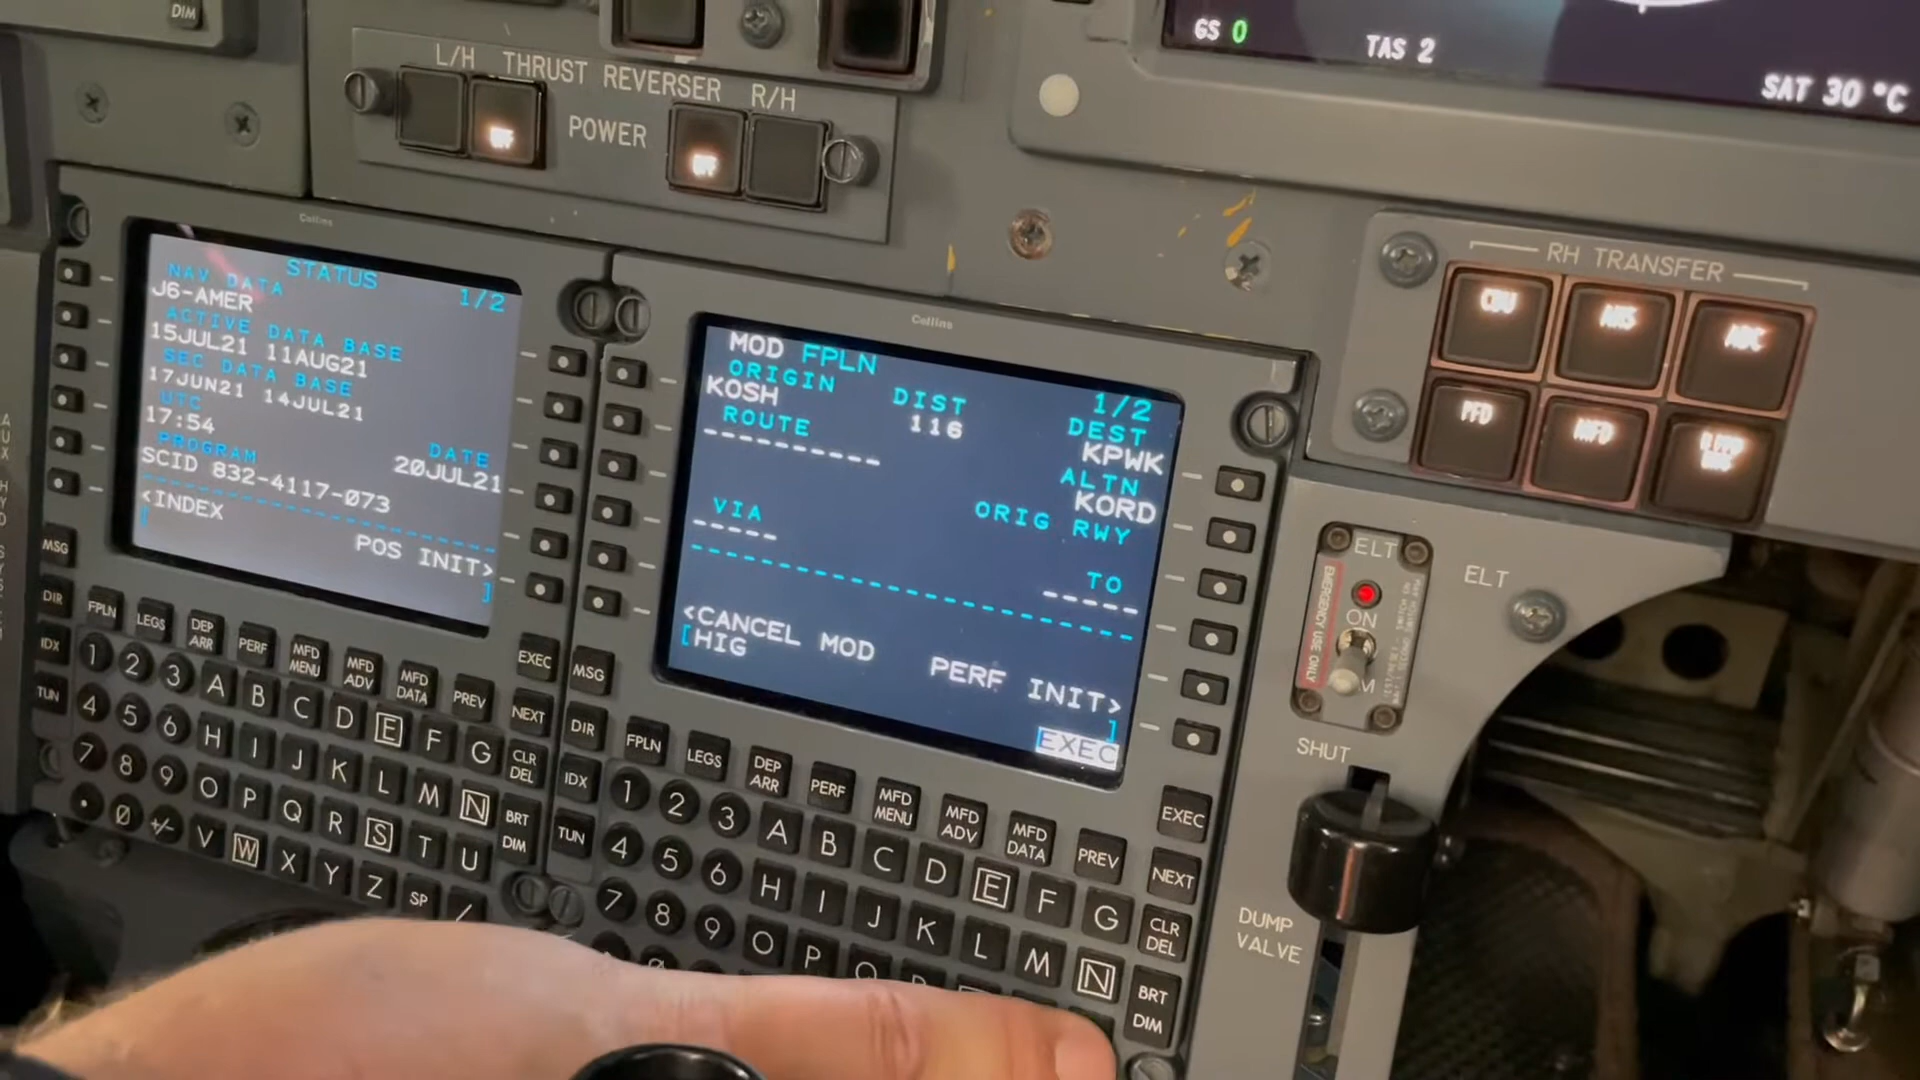 DIM
GS 0
TAS 2
SAT 30 °C
L/H THRUST REVERSER R/H
POWER
OFF
OFF
Collins
STATUS 1/2
NAV DATA
J6-AMER
ACTIVE DATA BASE
15JUL21 11AUG21
SEC DATA BASE
17JUN21 14JUL21
UTC
17:54
DATE
20JUL21
PROGRAM
SCID 832-4117-073
<INDEX
POS INIT>
[ ]
Collins
MOD FPLN 1/2
ORIGIN DIST DEST
KOSH 116 KPWK
ROUTE ALTN
---------- KORD
ORIG RWY
VIA TO
----- -----
<CANCEL MOD PERF INIT>
[HIG ]
EXEC
RH TRANSFER
CDU AHS ADC
PFD MFD
ELT
EMERGENCY USE ONLY
ON
ELT
SHUT
DUMP
VALVE
MSG
DIR
IDX
TUN
FPLN LEGS DEP ARR PERF MFD MENU MFD ADV MFD DATA PREV
EXEC
NEXT
CLR DEL
BRT DIM
1 2 3 A B C D E F G
4 5 6 H I J K L M N
7 8 9 O P Q R S T U
. 0 +/- V W X Y Z SP /
MSG
DIR
IDX
TUN
FPLN LEGS DEP ARR PERF MFD MENU MFD ADV MFD DATA PREV
EXEC
NEXT
CLR DEL
BRT DIM
1 2 3 A B C D E F G
4 5 6 H I J K L M N
7 8 9 O P